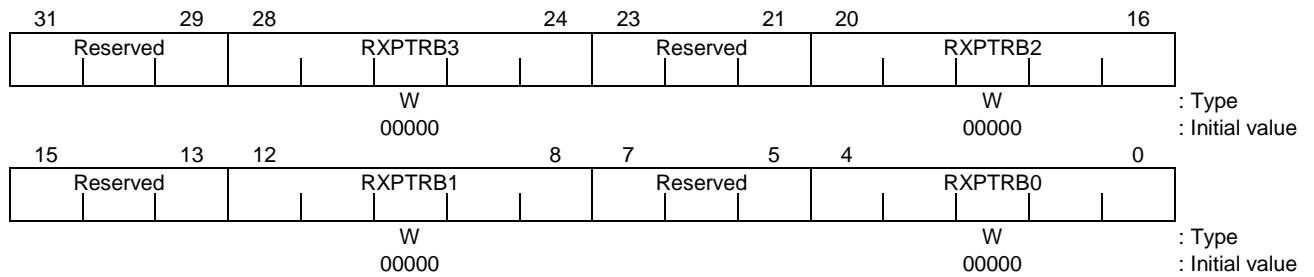 31 29 28 24 23 21 20 16
Reserved RXPTRB3 Reserved RXPTRB2
W W : Type
00000 00000 : Initial value
15 13 12 8 7 5 4 0
Reserved RXPTRB1 Reserved RXPTRB0
W W : Type
00000 00000 : Initial value